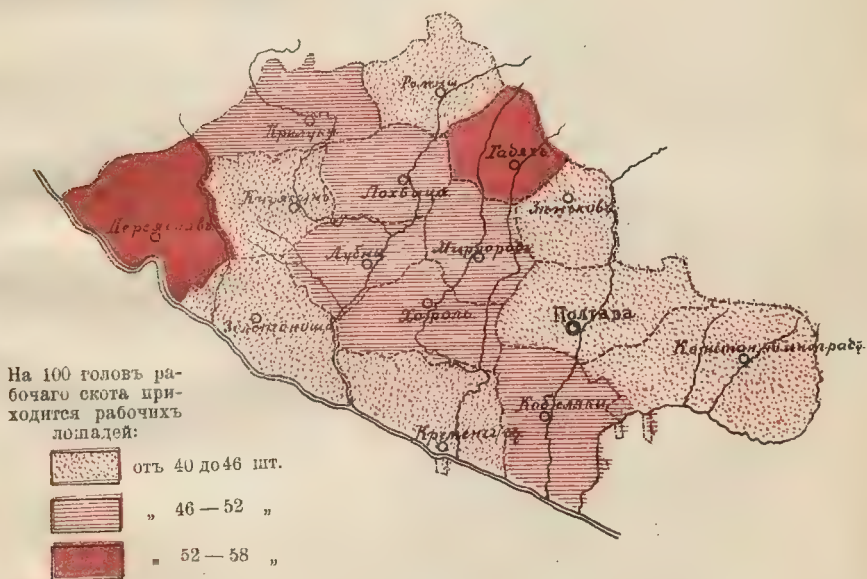 Ромны
Прилуки
Гадячъ
Лохвица
Пирятинъ
Зѣньковъ
Переяславъ
Лубны
Миргородъ
Хороль
Золотоноша
Полтава
Константиноградъ
Кобеляки
Кременчугъ
На 100 головъ ра-
бочаго скота при-
ходится рабочихъ
лошадей:
отъ 40 до 46 шт.
„ 46 — 52 „
„ 52 — 58 „